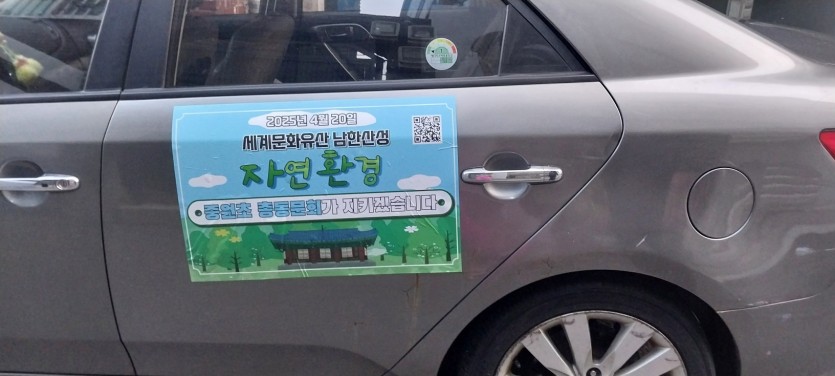 2025년 4월 20일
세계문화유산 남한산성
자연환경
중원초 총동문회가 지키겠습니다